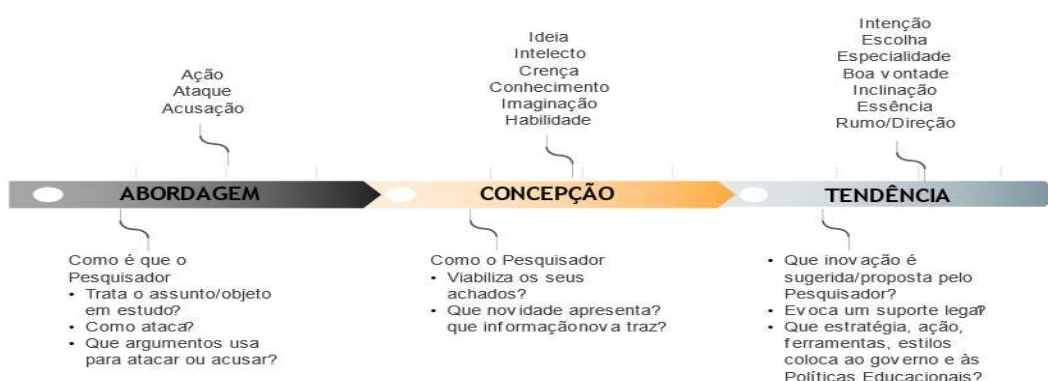 Ação
Ataque
Acusação
Ideia
Intelecto
Crença
Conhecimento
Imaginação
Habilidade
Intenção
Escolha
Especialidade
Boa vontade
Inclinação
Essência
Rumo/Direção
ABORDAGEM
CONCEPÇÃO
TENDÊNCIA
Como é que o
Pesquisador
• Trata o assunto/objeto
em estudo?
• Como ataca?
• Que argumentos usa
para atacar ou acusar?
Como o Pesquisador
• Viabiliza os seus
achados?
• Que novidade apresenta?
que informação nova traz?
• Que inovação é
sugerida/proposta pelo
Pesquisador?
• Evoca um suporte legal?
• Que estratégia, ação,
ferramentas, estilos
coloca ao governo e às
Políticas Educacionais?